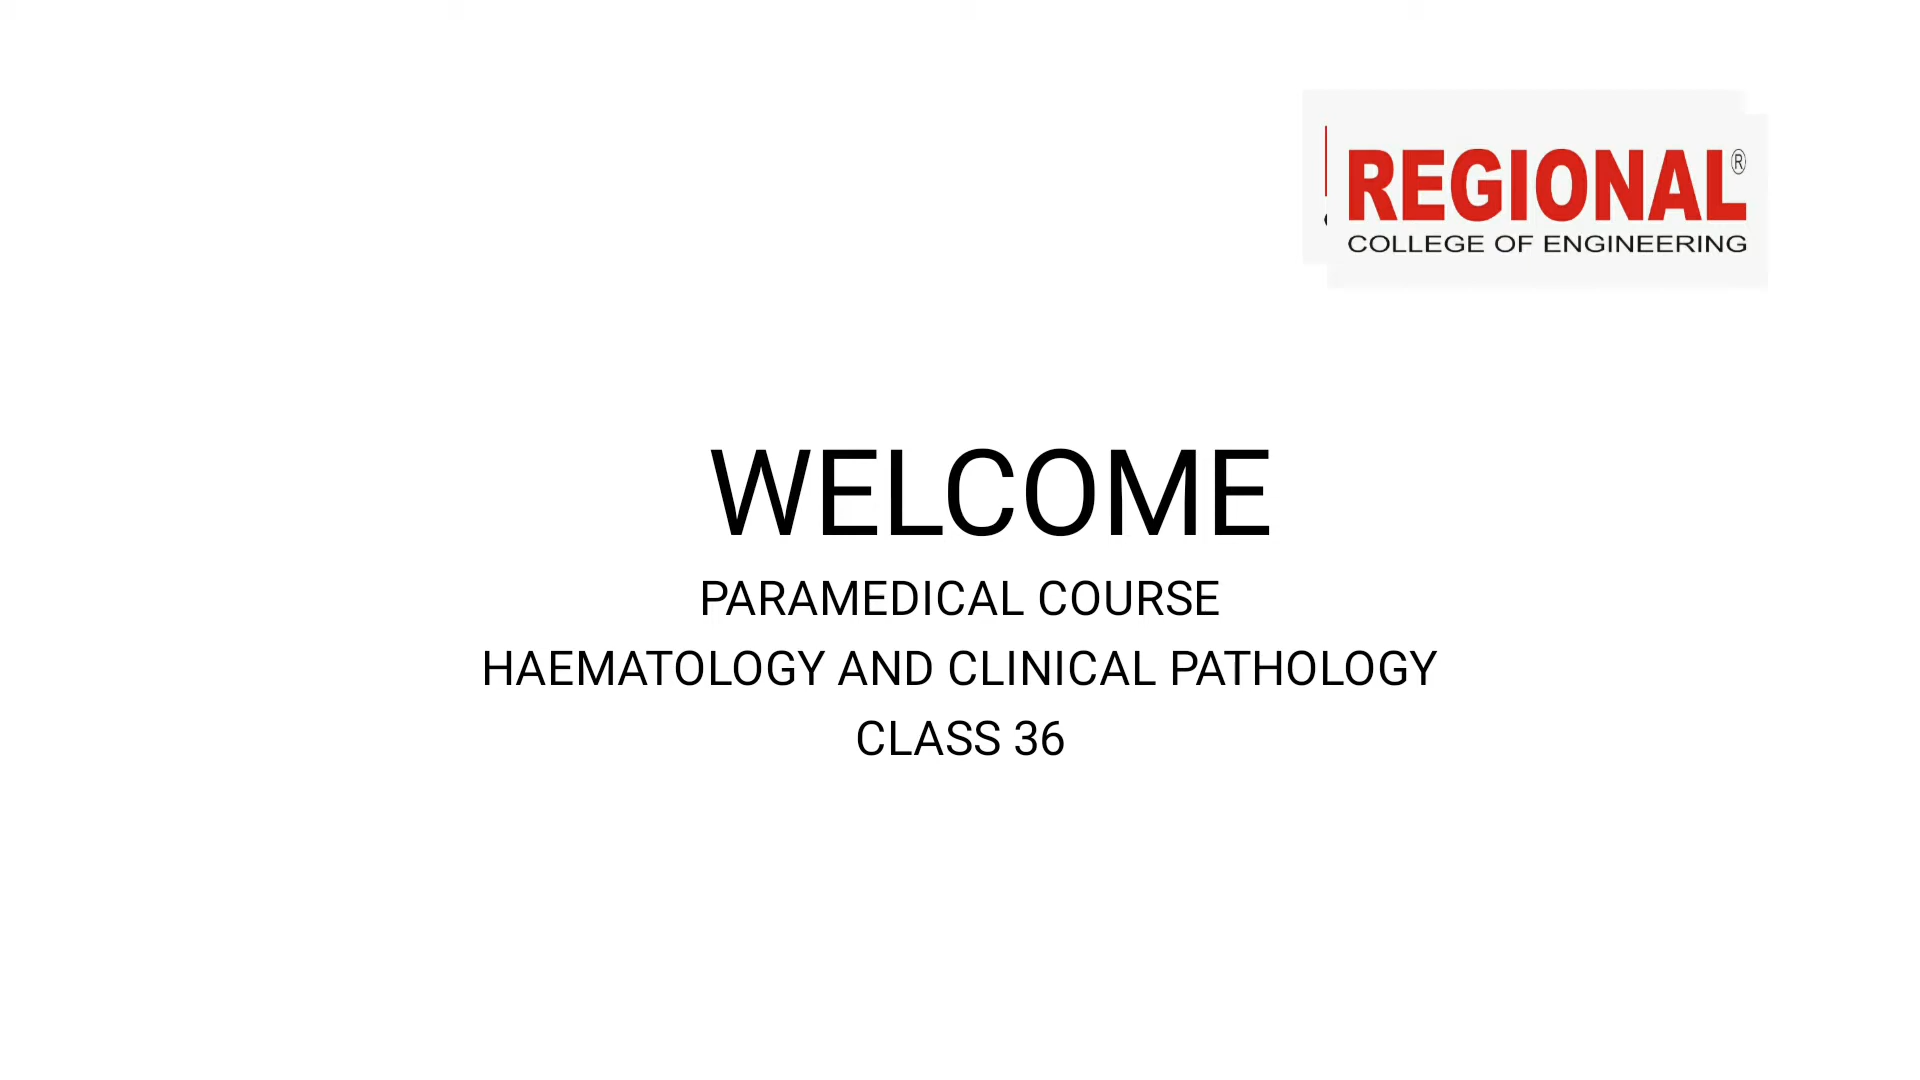 REGIONAL®
COLLEGE OF ENGINEERING
WELCOME
PARAMEDICAL COURSE
HAEMATOLOGY AND CLINICAL PATHOLOGY
CLASS 36